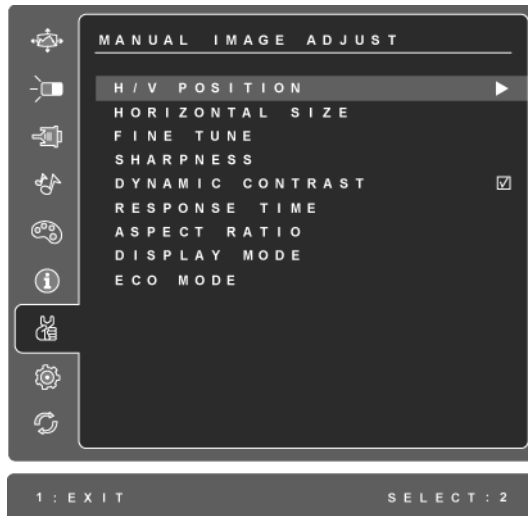 MANUAL IMAGE ADJUST
H/V POSITION
HORIZONTAL SIZE
FINE TUNE
SHARPNESS
DYNAMIC CONTRAST
RESPONSE TIME
ASPECT RATIO
DISPLAY MODE
ECO MODE
1:EXIT SELECT:2